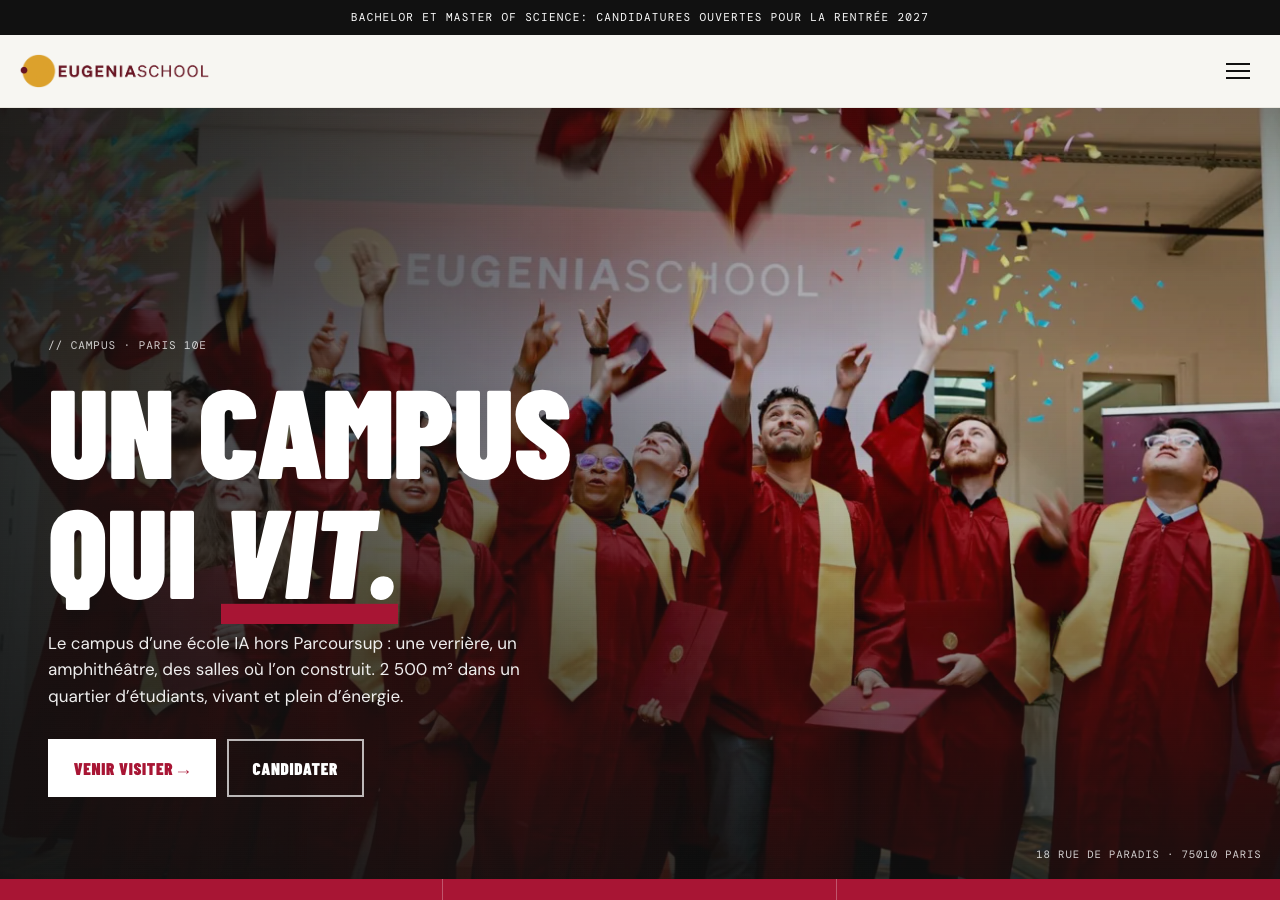 BACHELOR ET MASTER OF SCIENCE: CANDIDATURES OUVERTES POUR LA RENTRÉE 2027
EUGENIASCHOOL
EUGENIASCHOOL
// CAMPUS · PARIS 10E
UN CAMPUS
QUI VIT.
Le campus d’une école IA hors Parcoursup : une verrière, un
amphithéâtre, des salles où l’on construit. 2 500 m² dans un
quartier d’étudiants, vivant et plein d’énergie.
VENIR VISITER →
CANDIDATER
18 RUE DE PARADIS · 75010 PARIS